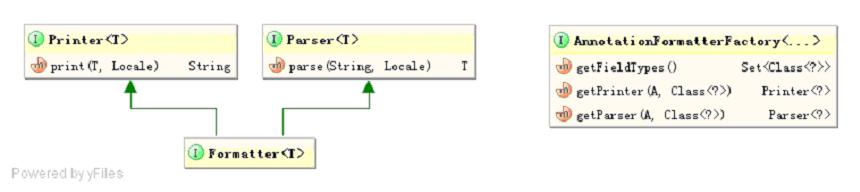 I Printer<T>
m print(T, Locale) String
I Parser<T>
m parse(String, Locale) T
I Formatter<T>
I AnnotationFormatterFactory<...>
m getFieldTypes() Set<Class<?>>
m getPrinter(A, Class<?>) Printer<?>
m getParser(A, Class<?>) Parser<?>
Powered by yFiles